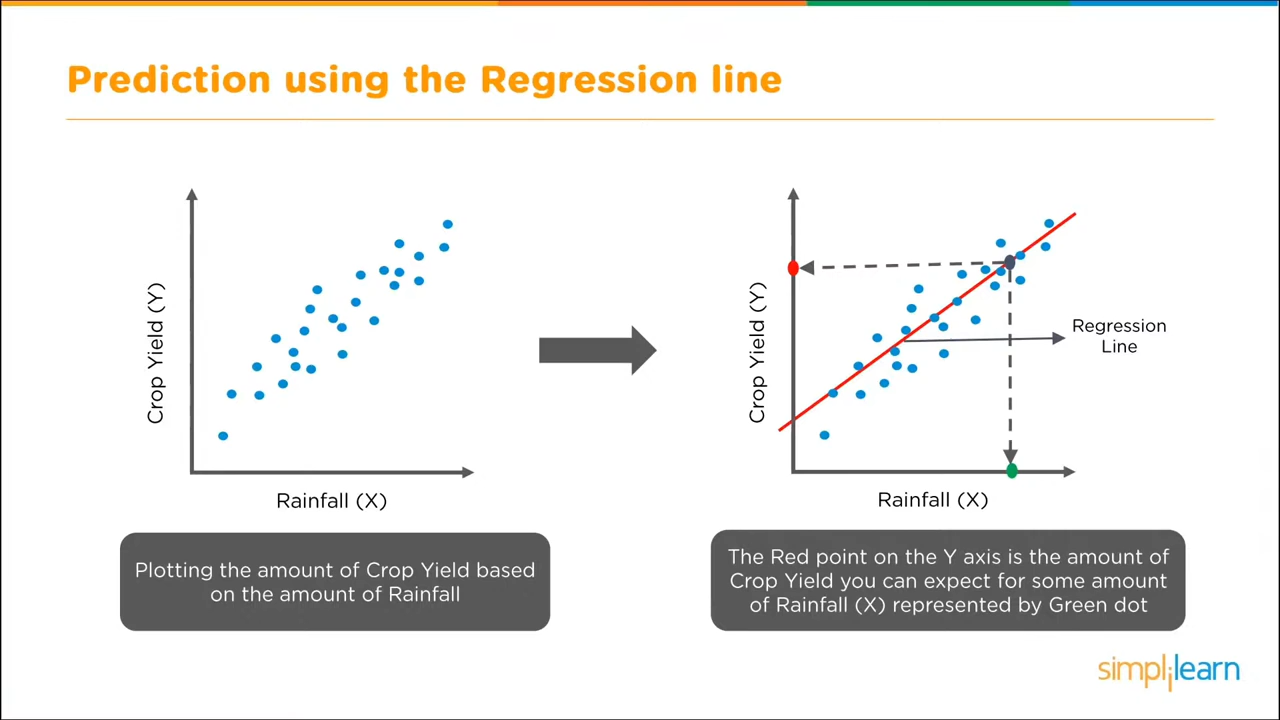 Prediction using the Regression line
Crop Yield (Y)
Rainfall (X)
Plotting the amount of Crop Yield based
on the amount of Rainfall
Crop Yield (Y)
Regression
Line
Rainfall (X)
The Red point on the Y axis is the amount of
Crop Yield you can expect for some amount
of Rainfall (X) represented by Green dot
simplilearn